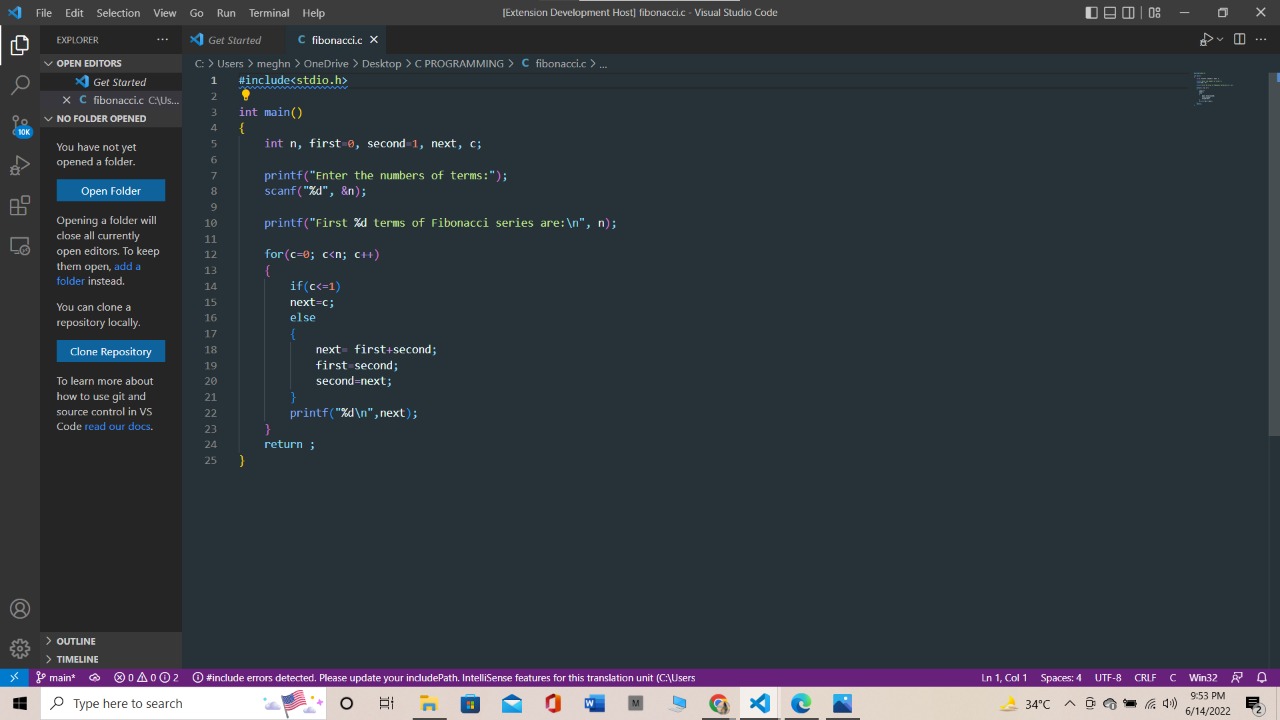 File Edit Selection View Go Run Terminal Help
[Extension Development Host] fibonacci.c - Visual Studio Code
EXPLORER
Get Started
fibonacci.c
OPEN EDITORS
Get Started
fibonacci.c C:\Us...
NO FOLDER OPENED
You have not yet
opened a folder.
Open Folder
Opening a folder will
close all currently
open editors. To keep
them open, add a
folder instead.
You can clone a
repository locally.
Clone Repository
To learn more about
how to use git and
source control in VS
Code read our docs.
OUTLINE
TIMELINE
10K
C: > Users > meghn > OneDrive > Desktop > C PROGRAMMING > C fibonacci.c > ...
1 #include<stdio.h>
2
3 int main()
4 {
5 int n, first=0, second=1, next, c;
6
7 printf("Enter the numbers of terms:");
8 scanf("%d", &n);
9
10 printf("First %d terms of Fibonacci series are:\n", n);
11
12 for(c=0; c<n; c++)
13 {
14 if(c<=1)
15 next=c;
16 else
17 {
18 next= first+second;
19 first=second;
20 second=next;
21 }
22 printf("%d\n",next);
23 }
24 return ;
25 }
main* 0 0 2 #include errors detected. Please update your includePath. IntelliSense features for this translation unit (C:\Users
Ln 1, Col 1 Spaces: 4 UTF-8 CRLF C Win32
Type here to search
34°C
9:53 PM
6/14/2022
2